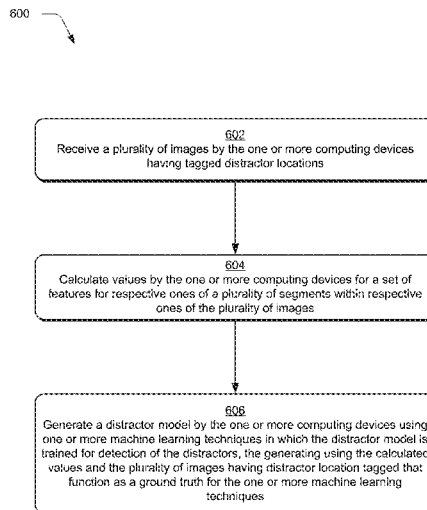 600
602
Receive a plurality of images by the one or more computing devices
having tagged distractor locations
604
Calculate values by the one or more computing devices for a set of
features for respective ones of a plurality of segments within respective
ones of the plurality of images
606
Generate a distractor model by the one or more computing devices using
one or more machine learning techniques in which the distractor model is
trained for detection of the distractors, the generating using the calculated
values and the plurality of images having distractor location tagged that
function as a ground truth for the one or more machine learning
techniques